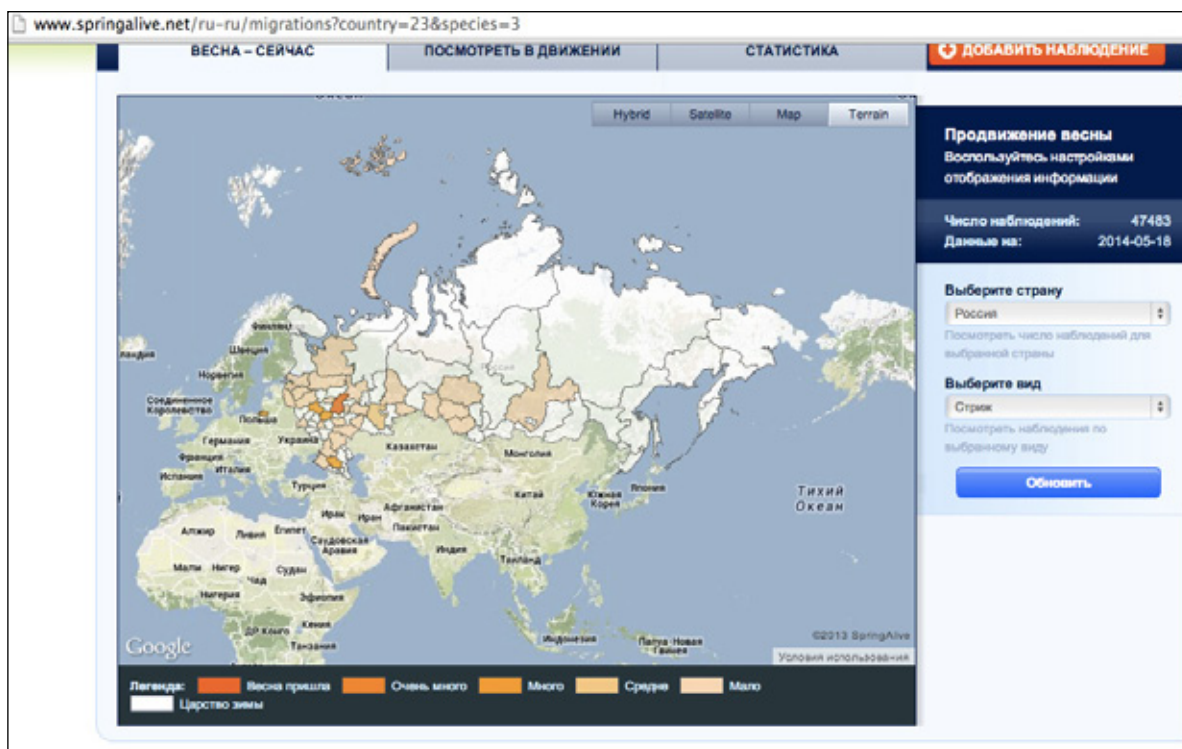 www.springalive.net/ru-ru/migrations?country=23&species=3
ВЕСНА – СЕЙЧАС
ПОСМОТРЕТЬ В ДВИЖЕНИИ
СТАТИСТИКА
ДОБАВИТЬ НАБЛЮДЕНИЕ
Hybrid
Satellite
Map
Terrain
Продвижение весны
Воспользуйтесь настройками
отображения информации
Число наблюдений: 47483
Данные на: 2014-05-18
Выберите страну
Россия
Посмотреть число наблюдений для
выбранной страны
Выберите вид
Стриж
Посмотреть наблюдения по
выбранному виду
Обновить
Россия
Швеция
Норвегия
Соединенное
Королевство
Польша
Германия
Украина
Франция
Италия
Испания
Турция
Казахстан
Монголия
Китай
Южная
Корея
Япония
Тихий
Океан
Афганистан
Ирак
Иран
Пакистан
Алжир
Ливия
Египет
Саудовская
Аравия
Индия
Таиланд
Мали
Нигер
Чад
Судан
Нигерия
Эфиопия
ДР Конго
Кения
Танзания
Индонезия
Папуа-Новая
Гвинея
Google
©2013 SpringAlive
Условия использования
Легенда:
Весна пришла
Очень много
Много
Средне
Мало
Царство зимы